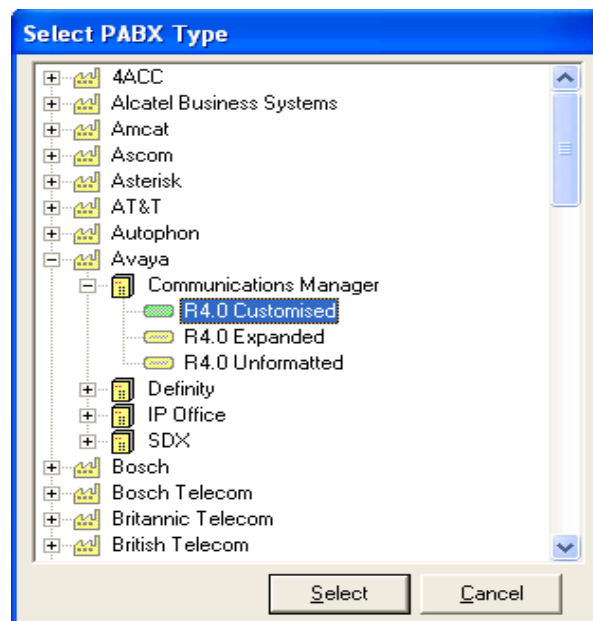 Select PABX Type
4ACC
Alcatel Business Systems
Amcat
Ascom
Asterisk
AT&T
Autophon
Avaya
Communications Manager
R4.0 Customised
R4.0 Expanded
R4.0 Unformatted
Definity
IP Office
SDX
Bosch
Bosch Telecom
Britannic Telecom
British Telecom
Select Cancel